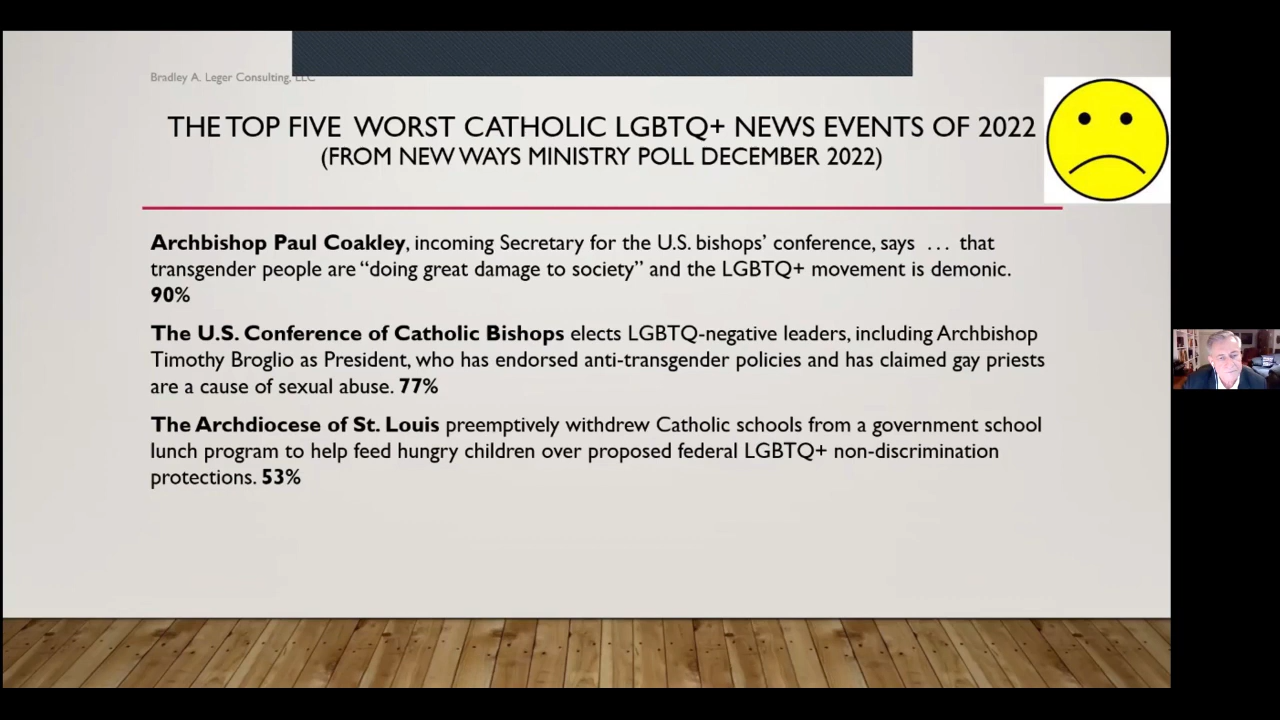 Bradley A. Leger Consulting, LLC
THE TOP FIVE WORST CATHOLIC LGBTQ+ NEWS EVENTS OF 2022
(FROM NEW WAYS MINISTRY POLL DECEMBER 2022)
Archbishop Paul Coakley, incoming Secretary for the U.S. bishops’ conference, says … that
transgender people are “doing great damage to society” and the LGBTQ+ movement is demonic.
90%
The U.S. Conference of Catholic Bishops elects LGBTQ-negative leaders, including Archbishop
Timothy Broglio as President, who has endorsed anti-transgender policies and has claimed gay priests
are a cause of sexual abuse. 77%
The Archdiocese of St. Louis preemptively withdrew Catholic schools from a government school
lunch program to help feed hungry children over proposed federal LGBTQ+ non-discrimination
protections. 53%